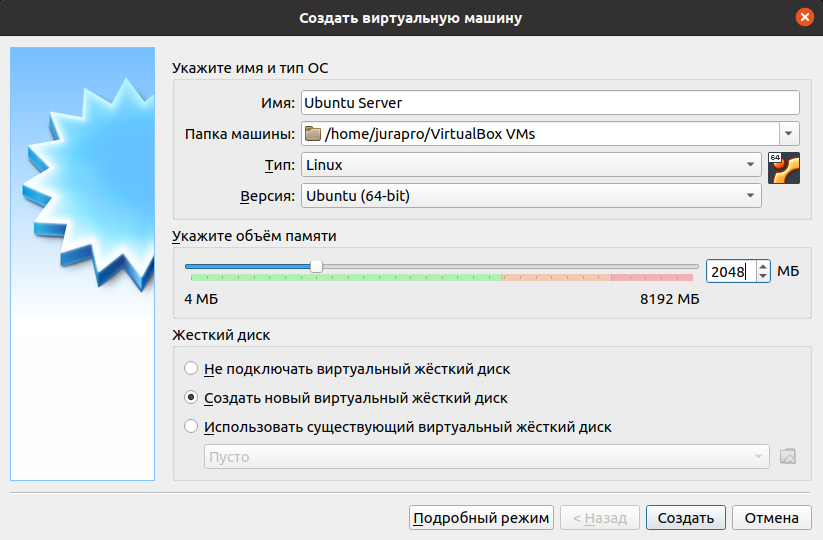 Создать виртуальную машину
Укажите имя и тип ОС
Имя: Ubuntu Server
Папка машины: /home/jurapro/VirtualBox VMs
Тип: Linux
64
Версия: Ubuntu (64-bit)
Укажите объём памяти
2048 МБ
4 МБ 8192 МБ
Жесткий диск
Не подключать виртуальный жёсткий диск
Создать новый виртуальный жёсткий диск
Использовать существующий виртуальный жёсткий диск
Пусто
Подробный режим < Назад Создать Отмена